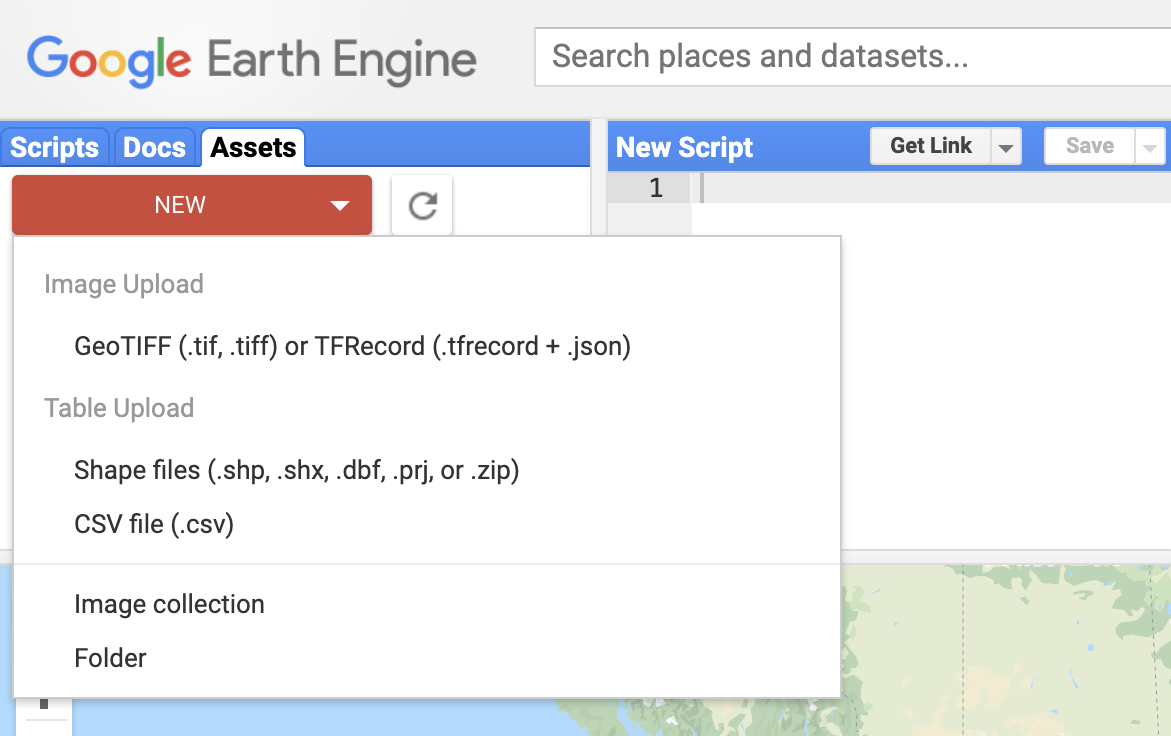 Google Earth Engine
Search places and datasets...
Scripts Docs Assets
New Script Get Link Save
NEW
1
Image Upload
GeoTIFF (.tif, .tiff) or TFRecord (.tfrecord + .json)
Table Upload
Shape files (.shp, .shx, .dbf, .prj, or .zip)
CSV file (.csv)
Image collection
Folder